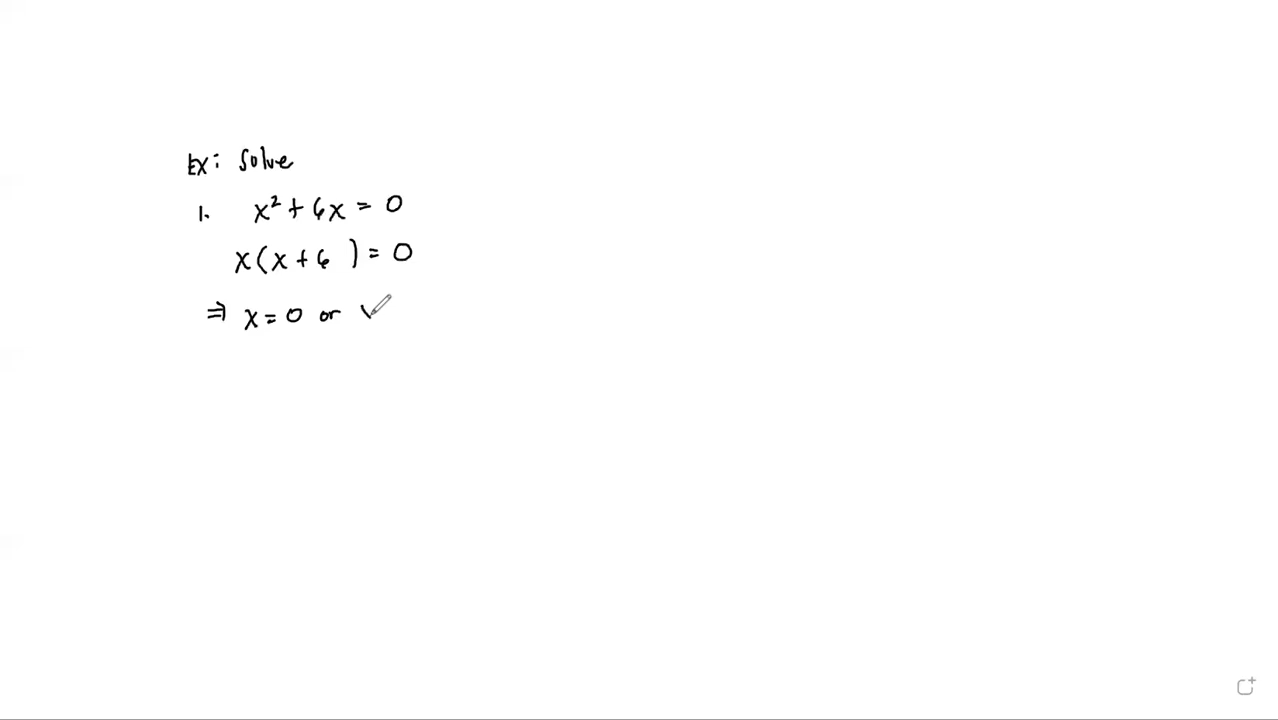 Ex: Solve
1. x² + 6x = 0
x(x+6 ) = 0
⇒ x = 0 or